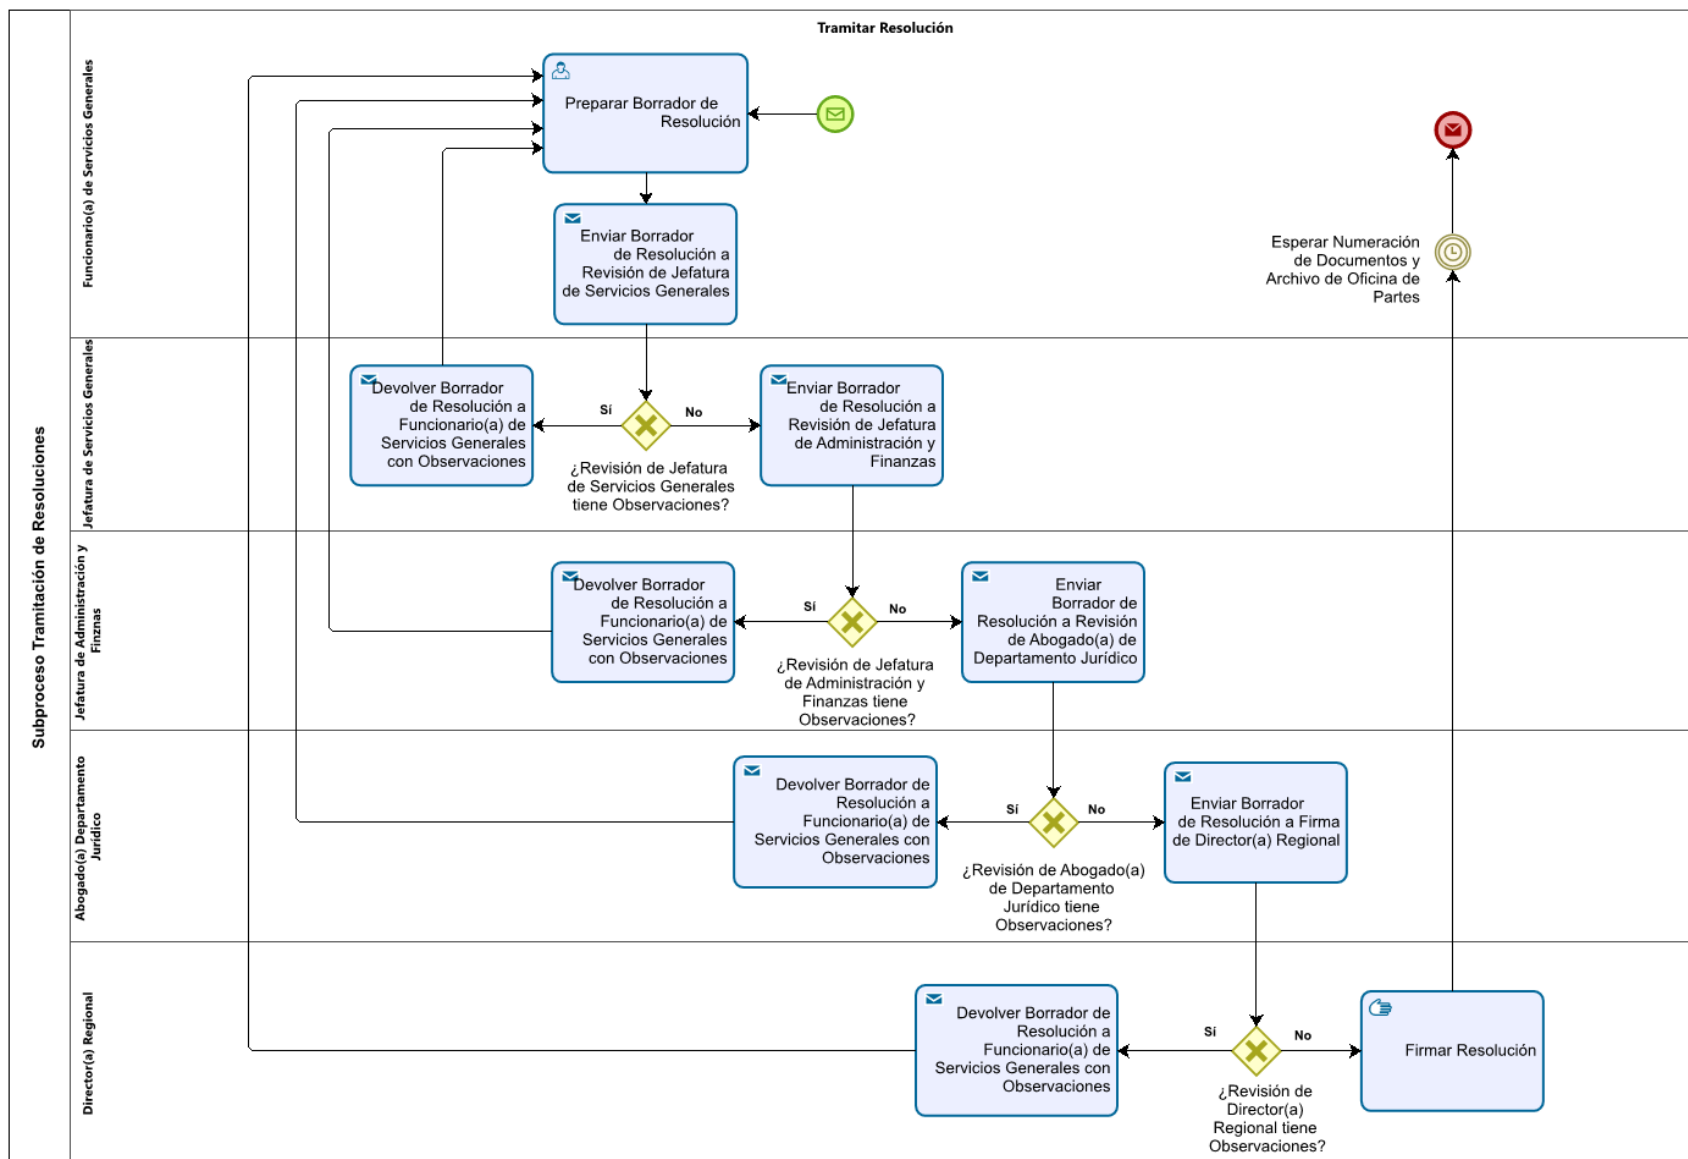 Tramitar Resolución
Subproceso Tramitación de Resoluciones
Funcionario(a) de Servicios Generales
Preparar Borrador de
Resolución
Enviar Borrador
de Resolución a
Revisión de Jefatura
de Servicios Generales
Esperar Numeración
de Documentos y
Archivo de Oficina de
Partes
Jefatura de Servicios Generales
Devolver Borrador
de Resolución a
Funcionario(a) de
Servicios Generales
con Observaciones
Sí
No
¿Revisión de Jefatura
de Servicios Generales
tiene Observaciones?
Enviar Borrador
de Resolución a
Revisión de Jefatura
de Administración y
Finanzas
Jefatura de Administración y
Finznas
Devolver Borrador
de Resolución a
Funcionario(a) de
Servicios Generales
con Observaciones
Sí
No
¿Revisión de Jefatura
de Administración y
Finanzas tiene
Observaciones?
Enviar
Borrador de
Resolución a Revisión
de Abogado(a) de
Departamento Jurídico
Abogado(a) Departamento
Jurídico
Devolver Borrador de
Resolución a
Funcionario(a) de
Servicios Generales con
Observaciones
Sí
No
¿Revisión de Abogado(a)
de Departamento
Jurídico tiene
Observaciones?
Enviar Borrador
de Resolución a Firma
de Director(a) Regional
Director(a) Regional
Devolver Borrador de
Resolución a
Funcionario(a) de
Servicios Generales con
Observaciones
Sí
No
¿Revisión de
Director(a)
Regional tiene
Observaciones?
Firmar Resolución